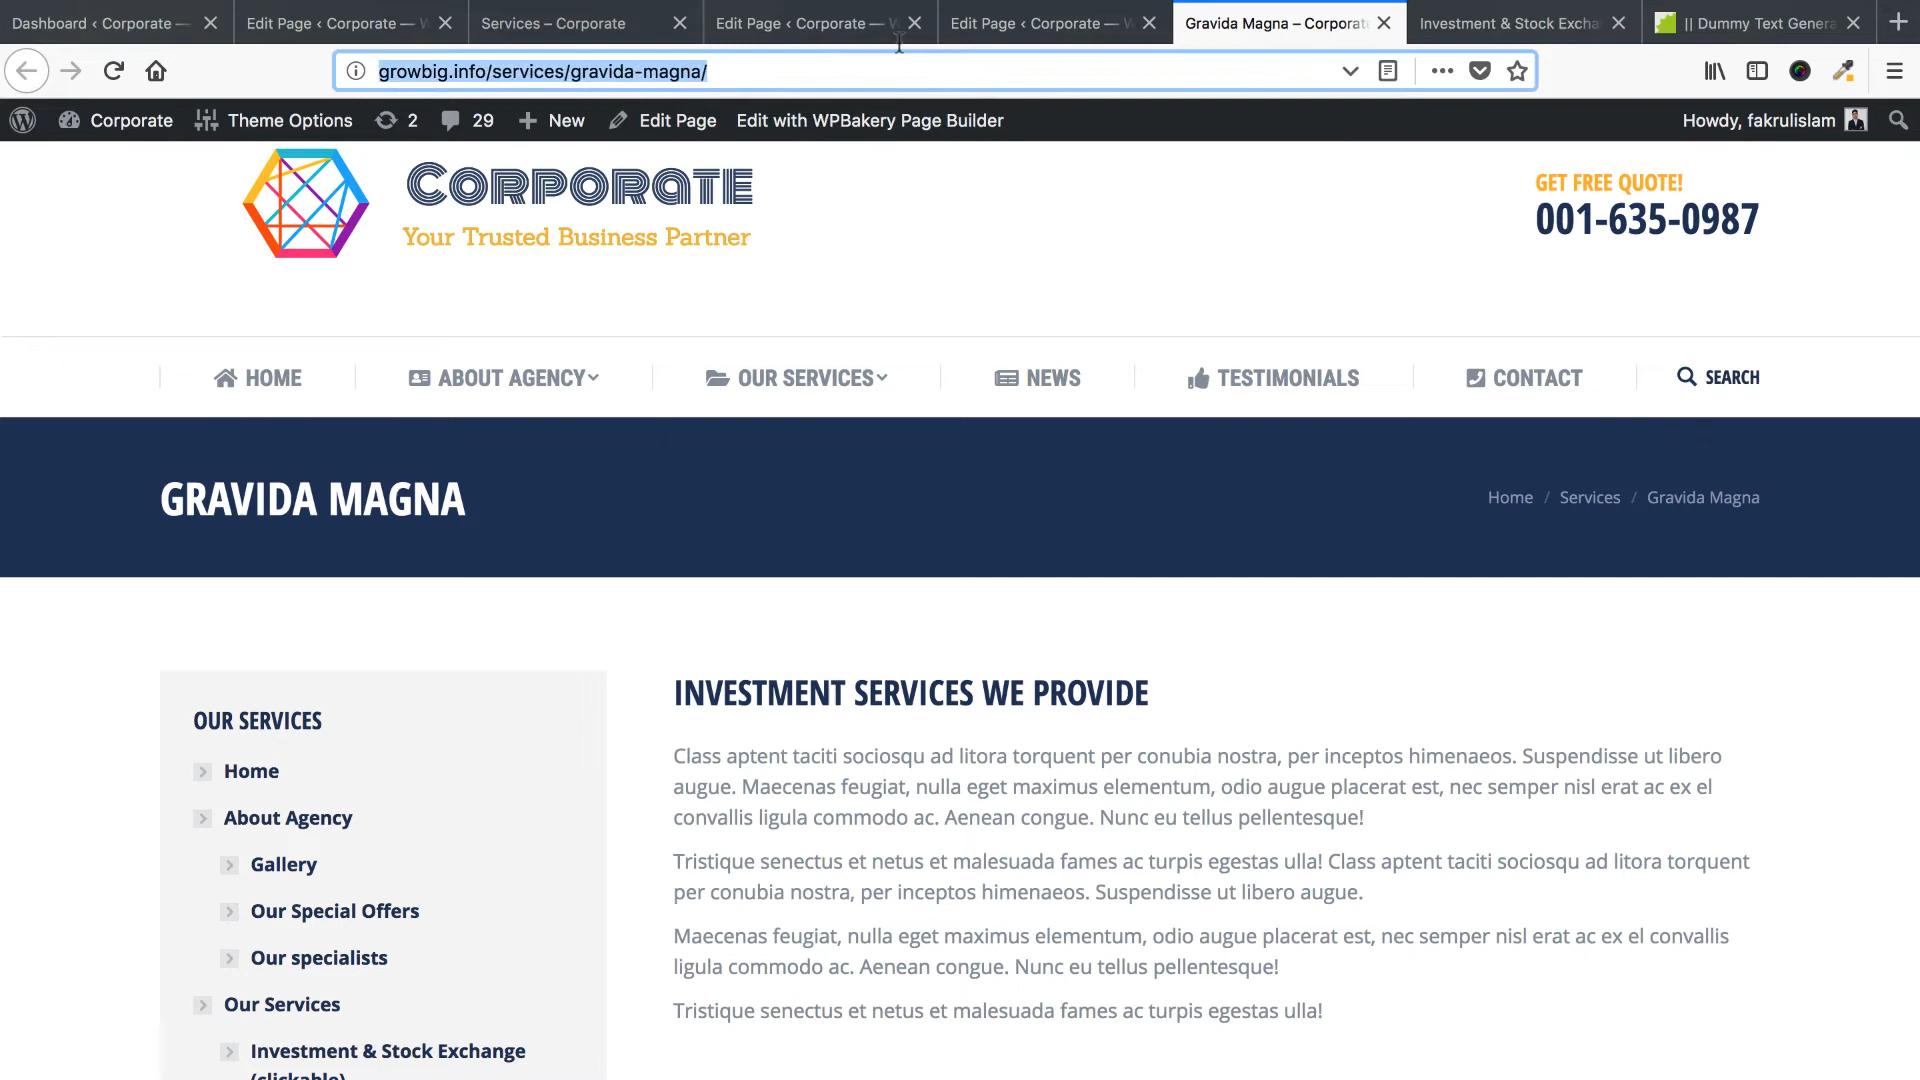 Dashboard ‹ Corporate —
Edit Page ‹ Corporate — W
Services – Corporate
Edit Page ‹ Corporate — W
Edit Page ‹ Corporate — W
Gravida Magna – Corporate
Investment & Stock Excha
|| Dummy Text Genera
growbig.info/services/gravida-magna/
Corporate
Theme Options
2
29
New
Edit Page
Edit with WPBakery Page Builder
Howdy, fakrulislam
CORPORATE
Your Trusted Business Partner
GET FREE QUOTE!
001-635-0987
HOME
ABOUT AGENCY
OUR SERVICES
NEWS
TESTIMONIALS
CONTACT
SEARCH
GRAVIDA MAGNA
Home / Services / Gravida Magna
OUR SERVICES
Home
About Agency
Gallery
Our Special Offers
Our specialists
Our Services
Investment & Stock Exchange
(clickable)
INVESTMENT SERVICES WE PROVIDE
Class aptent taciti sociosqu ad litora torquent per conubia nostra, per inceptos himenaeos. Suspendisse ut libero
augue. Maecenas feugiat, nulla eget maximus elementum, odio augue placerat est, nec semper nisl erat ac ex el
convallis ligula commodo ac. Aenean congue. Nunc eu tellus pellentesque!
Tristique senectus et netus et malesuada fames ac turpis egestas ulla! Class aptent taciti sociosqu ad litora torquent
per conubia nostra, per inceptos himenaeos. Suspendisse ut libero augue.
Maecenas feugiat, nulla eget maximus elementum, odio augue placerat est, nec semper nisl erat ac ex el convallis
ligula commodo ac. Aenean congue. Nunc eu tellus pellentesque!
Tristique senectus et netus et malesuada fames ac turpis egestas ulla!